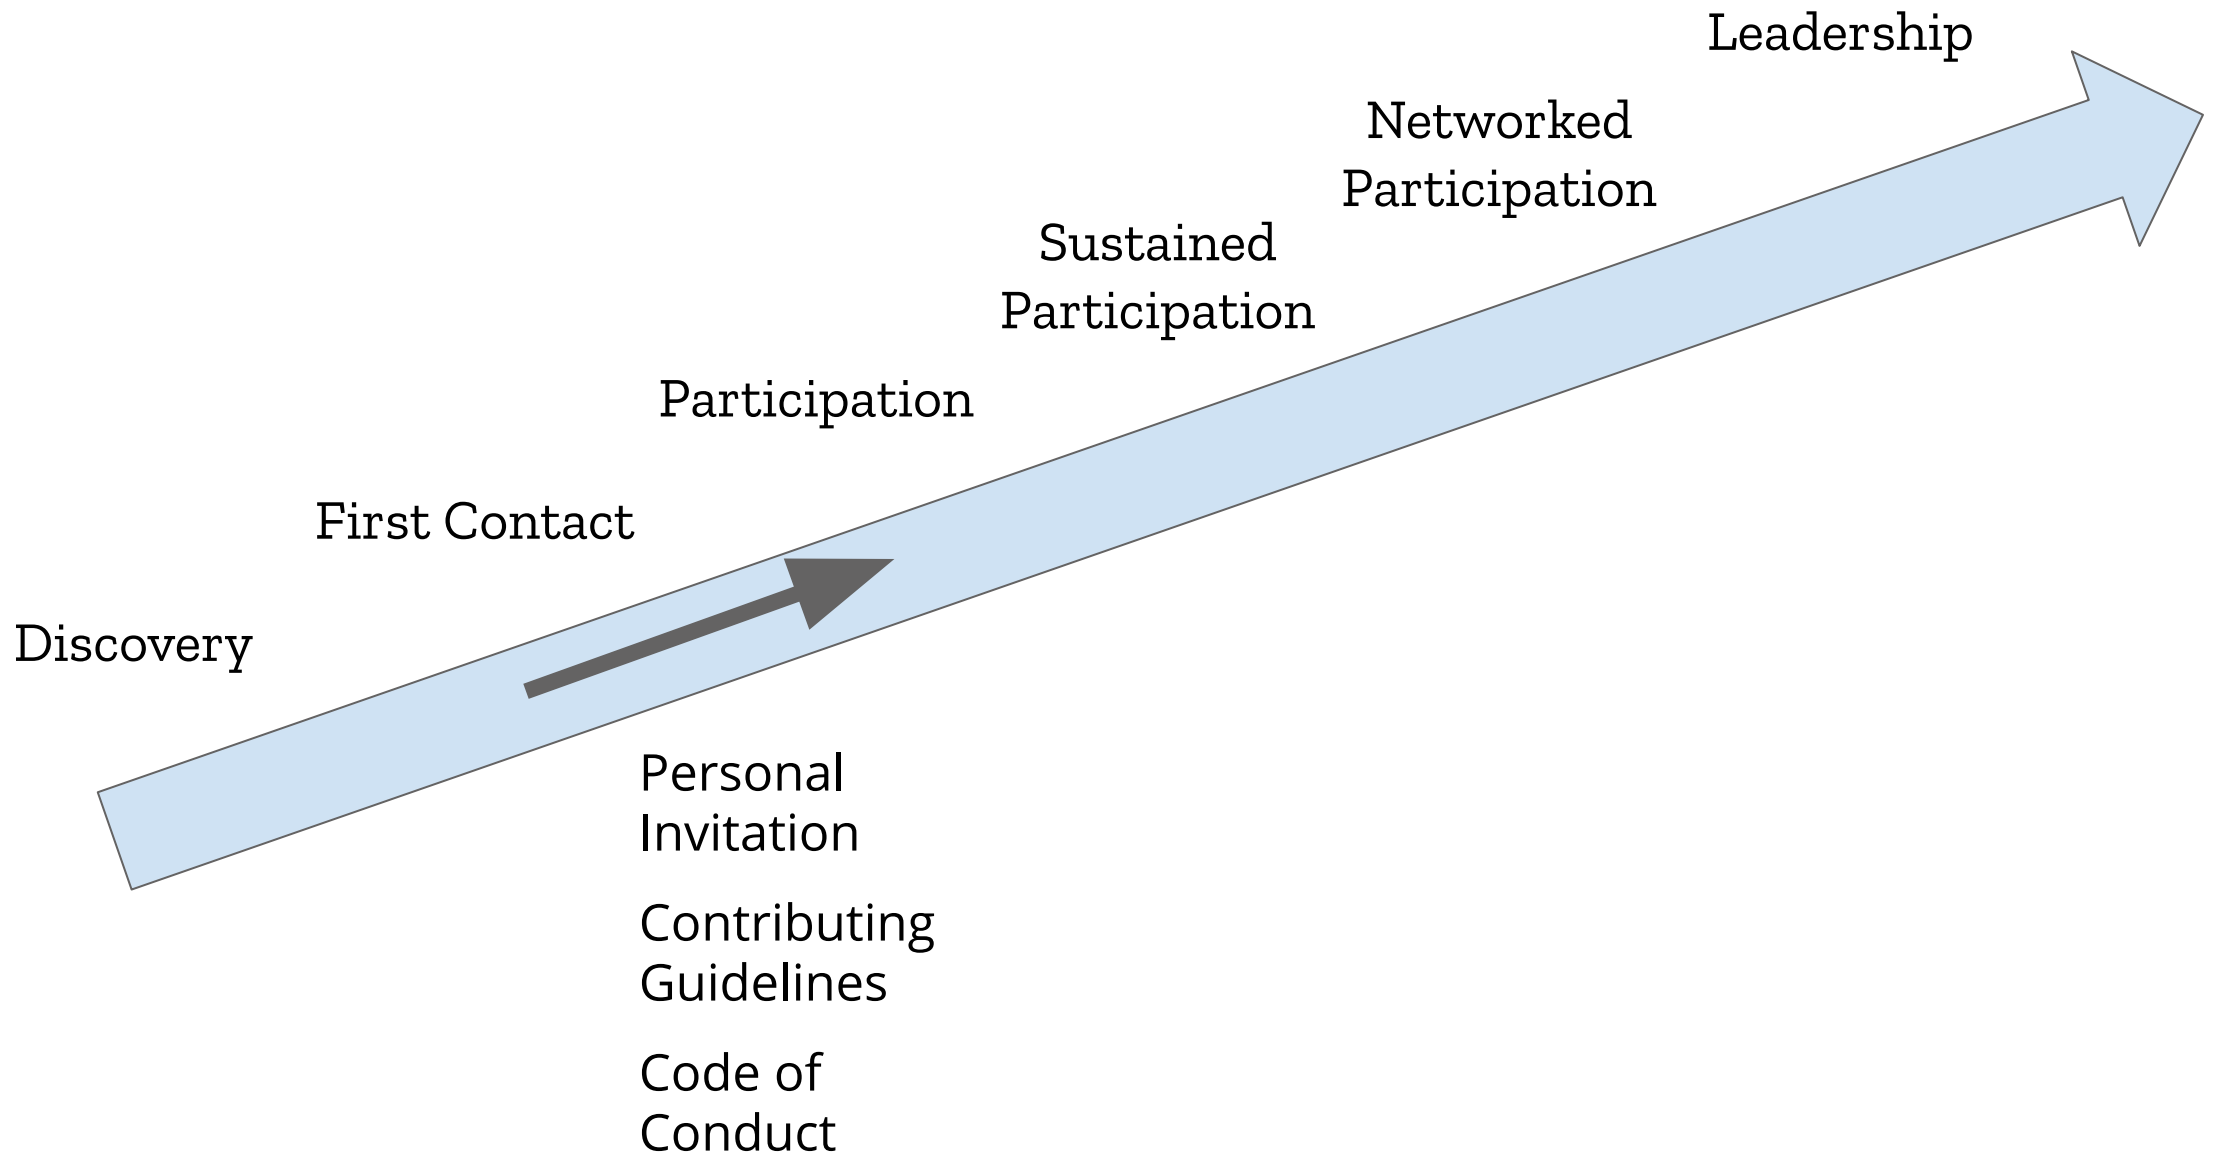 Leadership
Networked
Participation
Sustained
Participation
Participation
First Contact
Discovery
Personal
Invitation
Contributing
Guidelines
Code of
Conduct